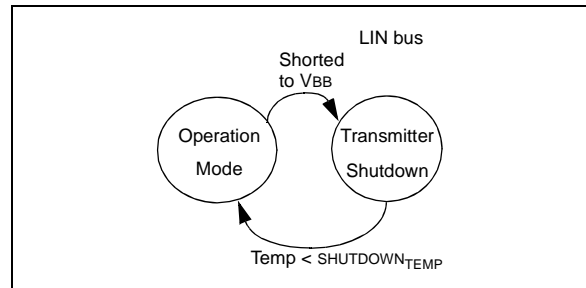 LIN bus
Shorted
to VBB
Operation
Mode
Transmitter
Shutdown
Temp < SHUTDOWNTEMP